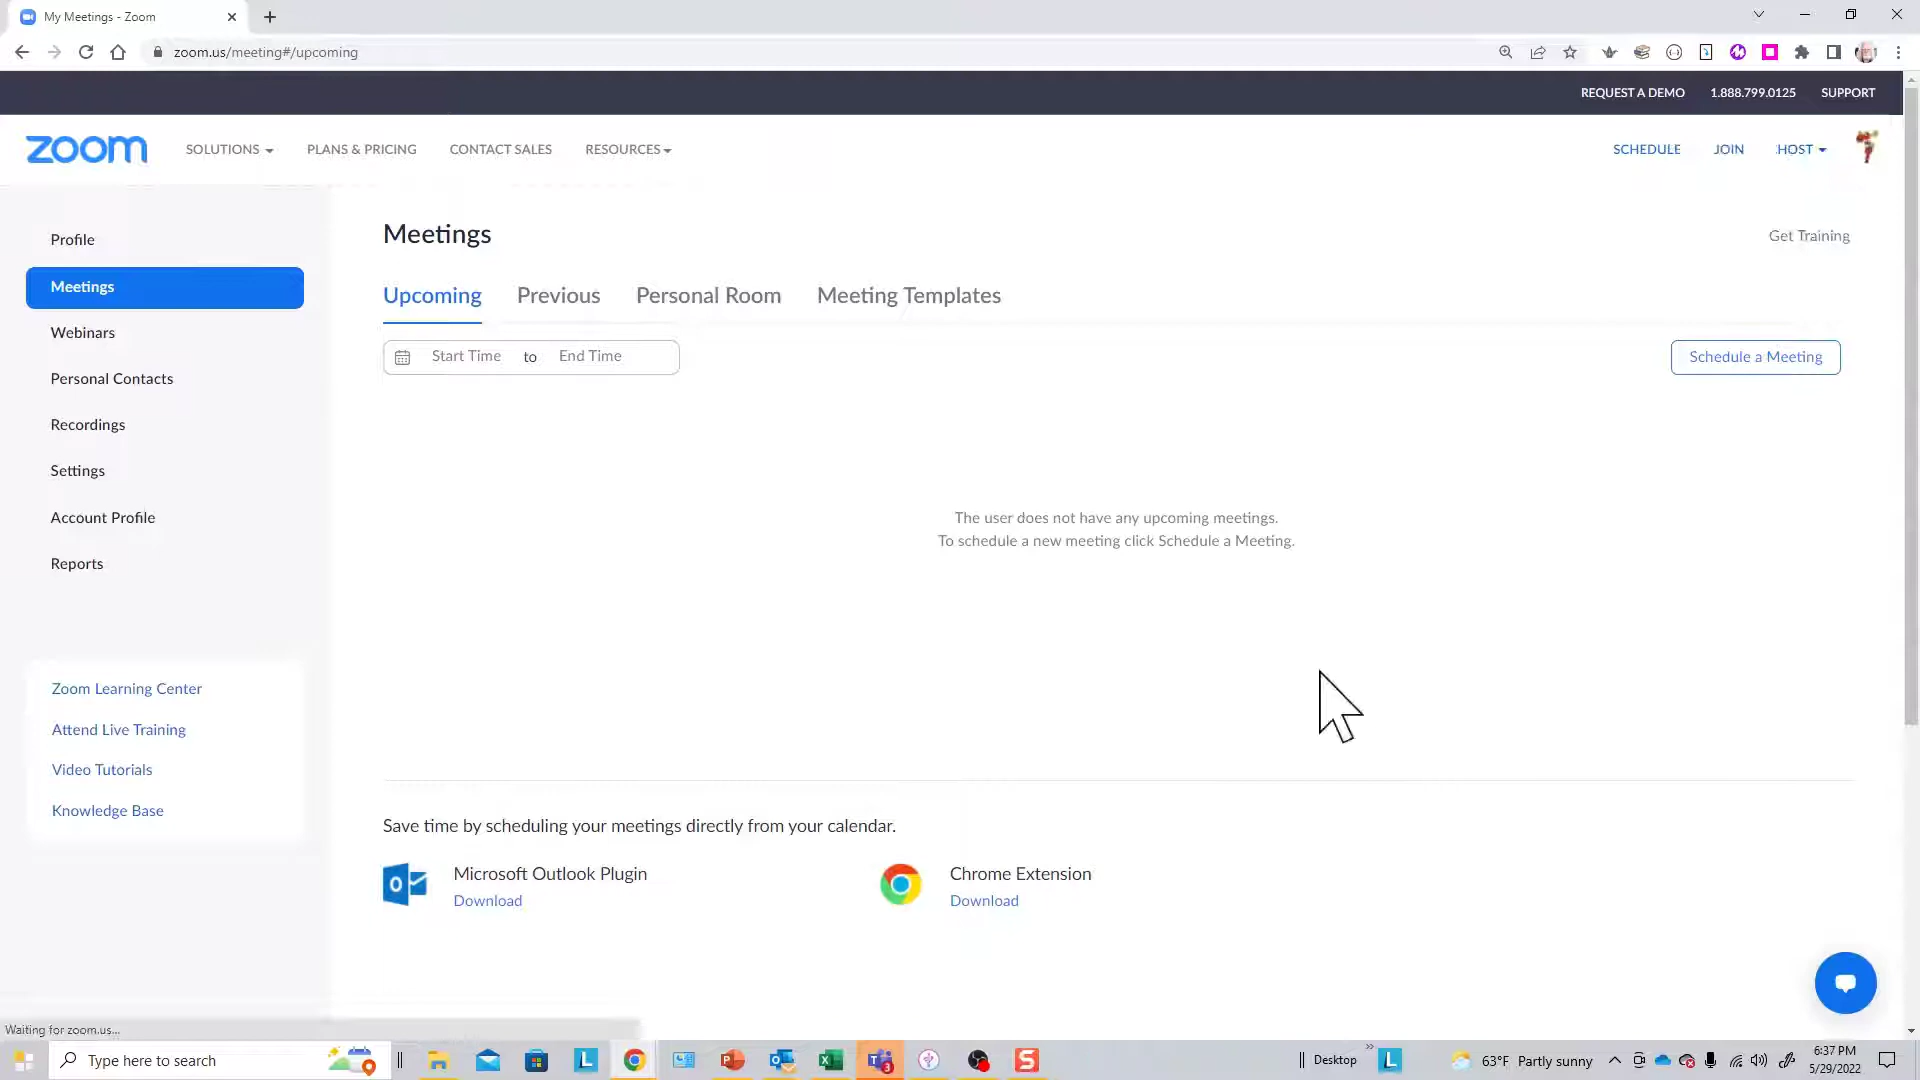 My Meetings - Zoom
zoom.us/meeting#/upcoming
REQUEST A DEMO 1.888.799.0125 SUPPORT
zoom SOLUTIONS PLANS & PRICING CONTACT SALES RESOURCES SCHEDULE JOIN HOST
Profile
Meetings
Webinars
Personal Contacts
Recordings
Settings
Account Profile
Reports
Zoom Learning Center
Attend Live Training
Video Tutorials
Knowledge Base
Meetings
Get Training
Upcoming Previous Personal Room Meeting Templates
Start Time to End Time
Schedule a Meeting
The user does not have any upcoming meetings.
To schedule a new meeting click Schedule a Meeting.
Save time by scheduling your meetings directly from your calendar.
Microsoft Outlook Plugin
Download
Chrome Extension
Download
Waiting for zoom.us...
Type here to search
Desktop
63°F Partly sunny
6:37 PM
5/29/2022